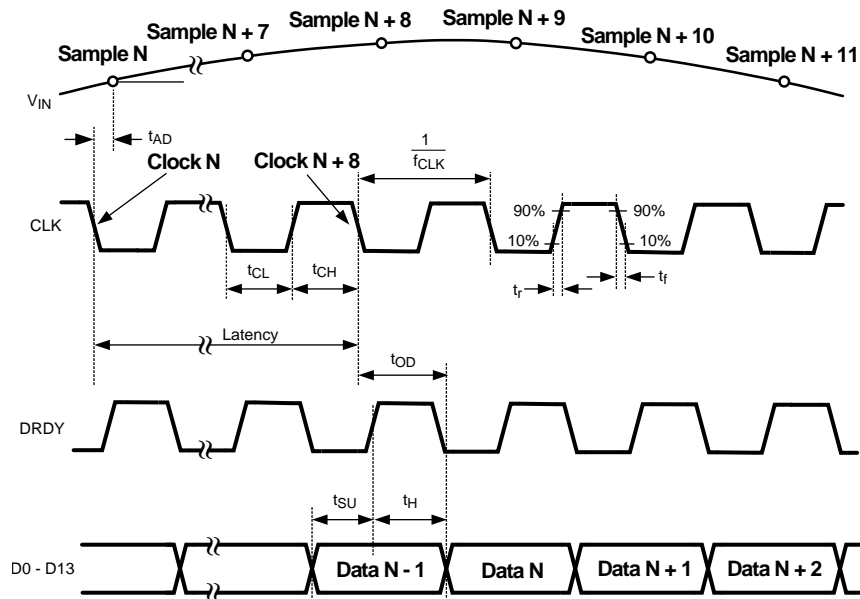 Sample N
Sample N + 7
Sample N + 8
Sample N + 9
Sample N + 10
Sample N + 11
VIN
tAD
Clock N
Clock N + 8
1
fCLK
CLK
90%
90%
10%
10%
tCL
tCH
tr
tf
Latency
tOD
DRDY
tSU
tH
D0 - D13
Data N - 1
Data N
Data N + 1
Data N + 2